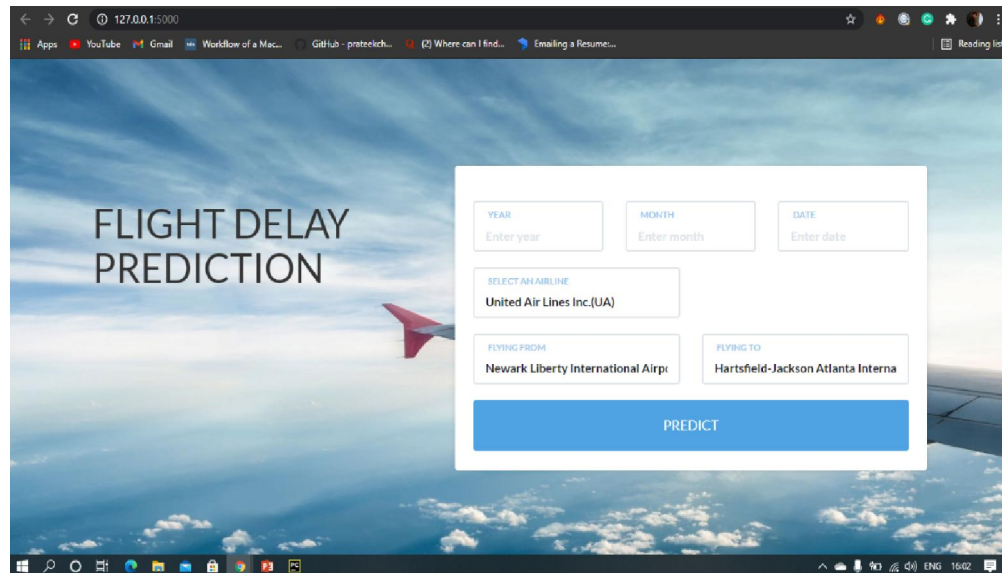 127.0.0.1:5000
Apps YouTube Gmail Workflow of a Mac... GitHub - prateekch... (2) Where can I find... Emailing a Resume:... Reading list
FLIGHT DELAY
PREDICTION
YEAR MONTH DATE
Enter year Enter month Enter date
SELECT AN AIRLINE
United Air Lines Inc.(UA)
FLYING FROM FLYING TO
Newark Liberty International Airpo Hartsfield-Jackson Atlanta Interna
PREDICT
ENG 16:02